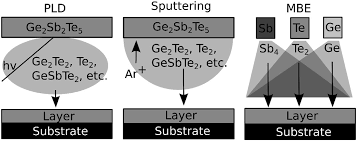 PLD
Ge2Sb2Te5
hν
Ge2Te2, Te2,
GeSbTe2, etc.
Layer
Substrate
Sputtering
Ge2Sb2Te5
Ar+
Ge2Te2, Te2,
GeSbTe2, etc.
Layer
Substrate
MBE
Sb Te Ge
Sb4 Te2 Ge
Layer
Substrate